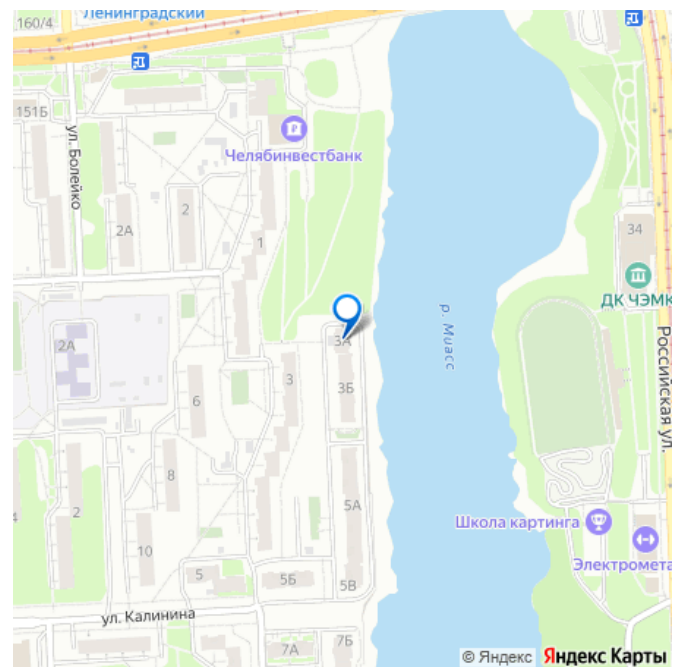 160/4
Ленинградский
151Б
ул. Болейко
Челябинвестбанк
2
2А
34
1
ДК ЧЭМК
р. Миасс
Российская ул.
2А
3А
3
3Б
6
8
5А
2
10
Школа картинга
Электромета
5
5Б
5В
ул. Калинина
7А
7Б
© Яндекс Яндекс Карты